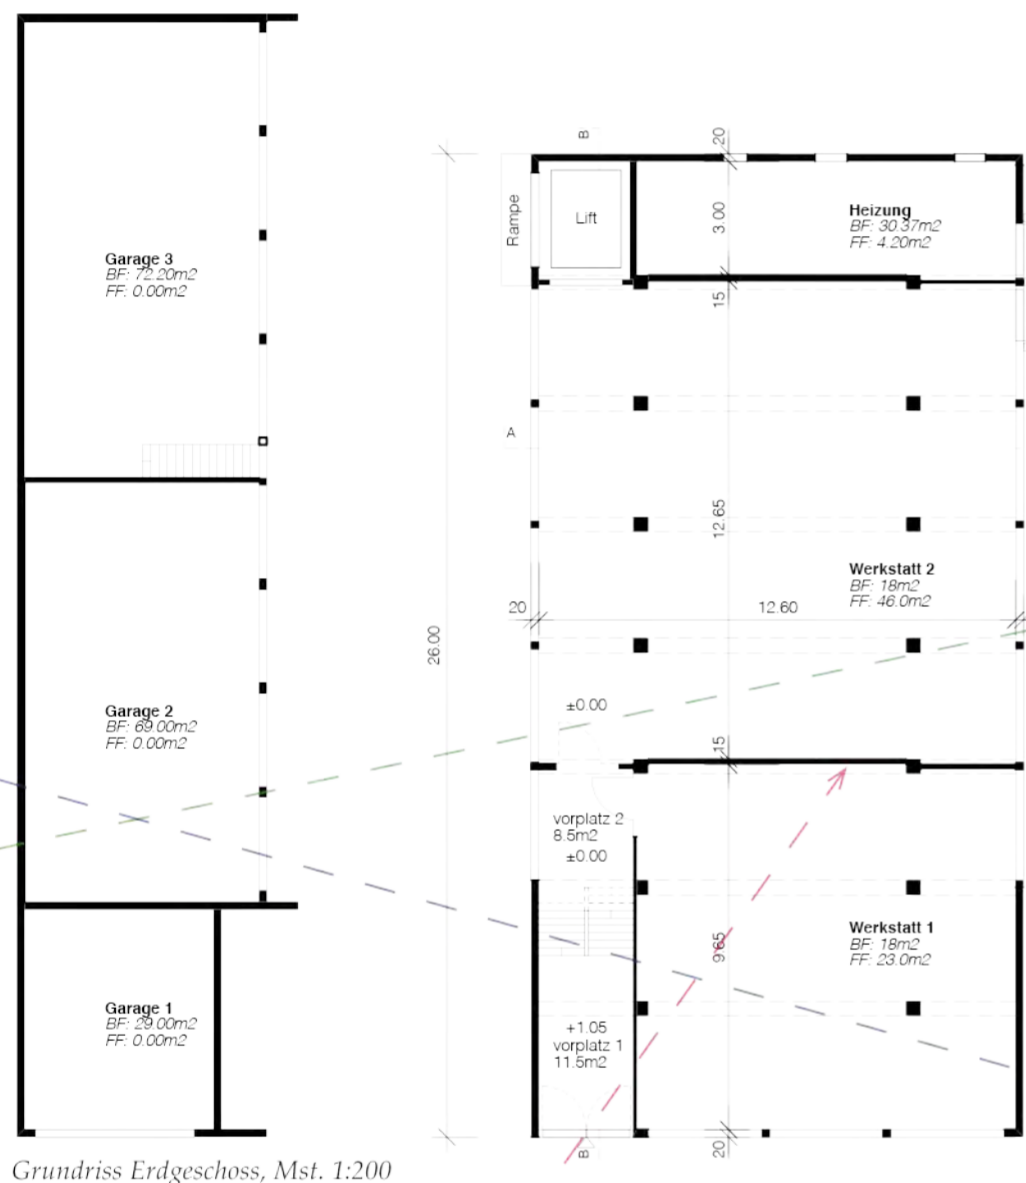 B
20
Rampe
Lift
3.00
Heizung
BF: 30.37m2
FF: 4.20m2
Garage 3
BF: 72.20m2
FF: 0.00m2
15
A
12.65
Werkstatt 2
BF: 18m2
FF: 46.0m2
20
12.60
26.00
Garage 2
BF: 69.00m2
FF: 0.00m2
±0.00
15
vorplatz 2
8.5m2
±0.00
Werkstatt 1
BF: 18m2
FF: 23.0m2
9.65
Garage 1
BF: 29.00m2
FF: 0.00m2
+1.05
vorplatz 1
11.5m2
B
20
Grundriss Erdgeschoss, Mst. 1:200